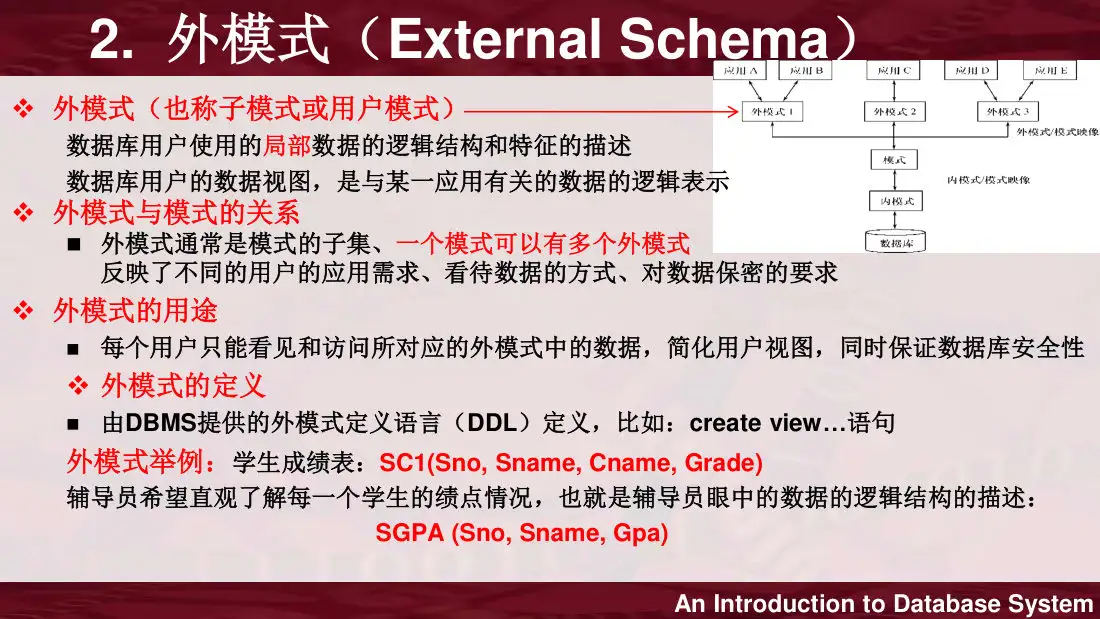 2. 外模式（External Schema）
应用A 应用B 应用C 应用D 应用E
外模式1 外模式2 外模式3
外模式/模式映像
模式
内模式/模式映像
内模式
数据库
❖ 外模式（也称子模式或用户模式）
数据库用户使用的局部数据的逻辑结构和特征的描述
数据库用户的数据视图，是与某一应用有关的数据的逻辑表示
❖ 外模式与模式的关系
■ 外模式通常是模式的子集、一个模式可以有多个外模式
反映了不同的用户的应用需求、看待数据的方式、对数据保密的要求
❖ 外模式的用途
■ 每个用户只能看见和访问所对应的外模式中的数据，简化用户视图，同时保证数据库安全性
❖ 外模式的定义
■ 由DBMS提供的外模式定义语言（DDL）定义，比如：create view…语句
外模式举例：学生成绩表：SC1(Sno, Sname, Cname, Grade)
辅导员希望直观了解每一个学生的绩点情况，也就是辅导员眼中的数据的逻辑结构的描述：
SGPA (Sno, Sname, Gpa)
An Introduction to Database System